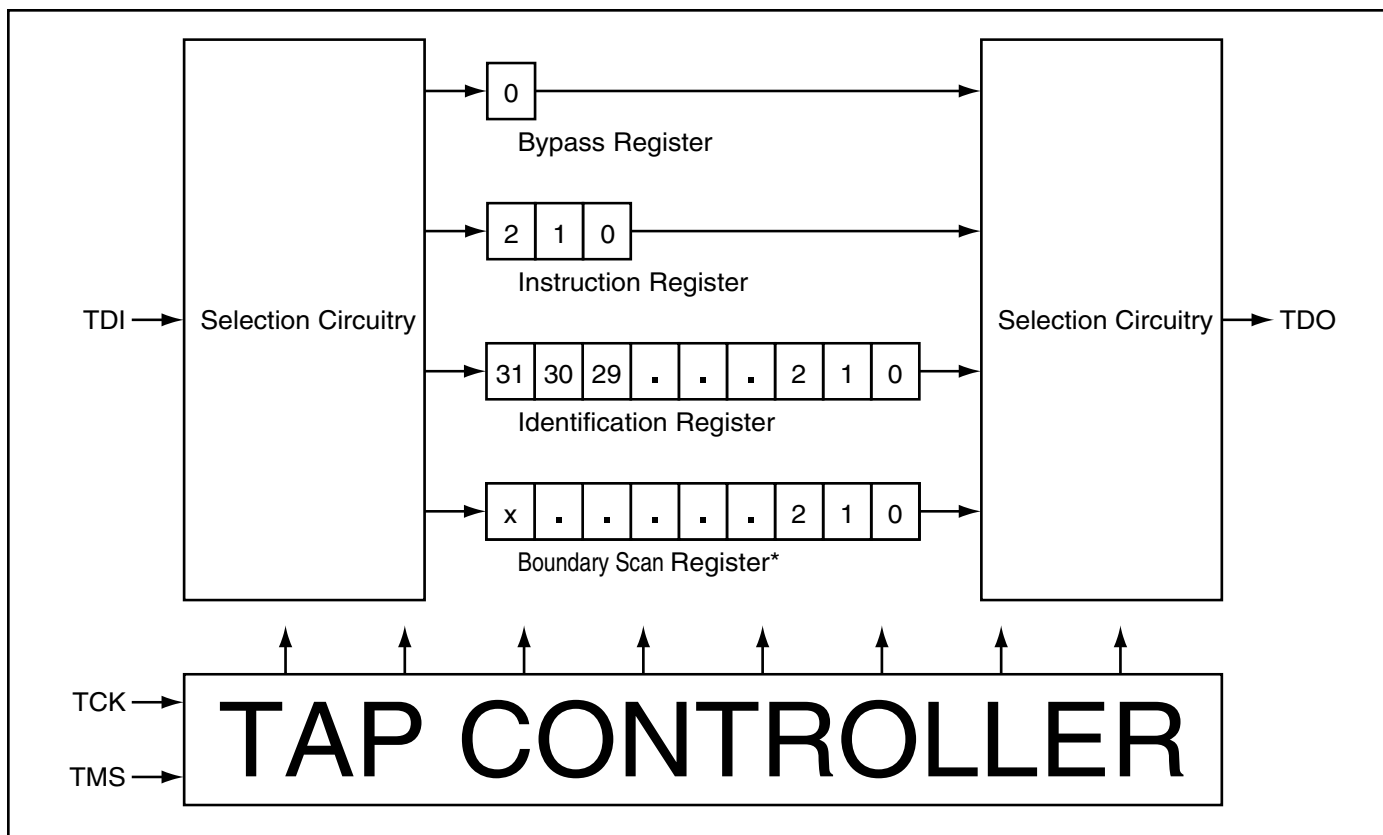 0
Bypass Register
2 1 0
Instruction Register
TDI Selection Circuitry Selection Circuitry TDO
31 30 29 . . . 2 1 0
Identification Register
x . . . . . 2 1 0
Boundary Scan Register*
TCK
TAP CONTROLLER
TMS